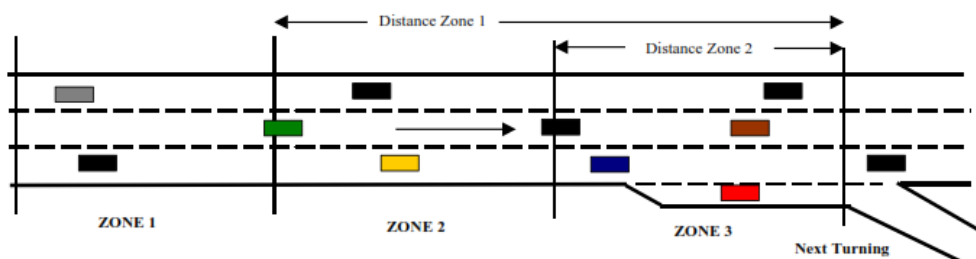 Distance Zone 1
Distance Zone 2
ZONE 1
ZONE 2
ZONE 3
Next Turning